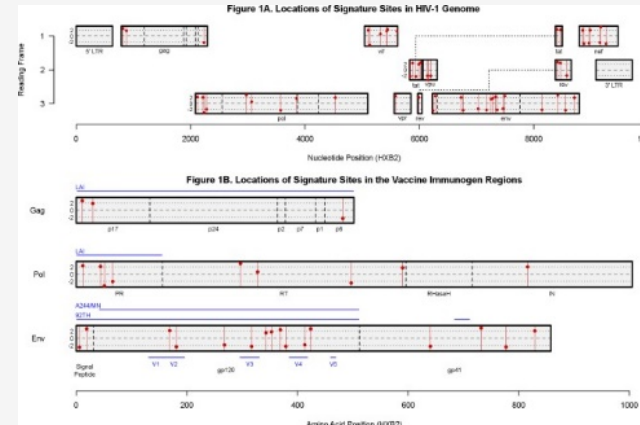 Figure 1A. Locations of Signature Sites in HIV-1 Genome
Reading Frame
1
2
3
5' LTR
gag
vif
tat
nef
tat
vpu
rev
3' LTR
pol
vpr
rev
env
0 2000 4000 6000 8000
Nucleotide Position (HXB2)
Figure 1B. Locations of Signature Sites in the Vaccine Immunogen Regions
LAI
Gag
p17 p24 p2 p7 p1 p6
LAI
Pol
PR RT RNaseH IN
A244/MN
92TH
Env
Signal
Peptide
V1 V2 V3 V4 V5
gp120 gp41
0 200 400 600 800 1000
Amino Acid Position (HXB2)